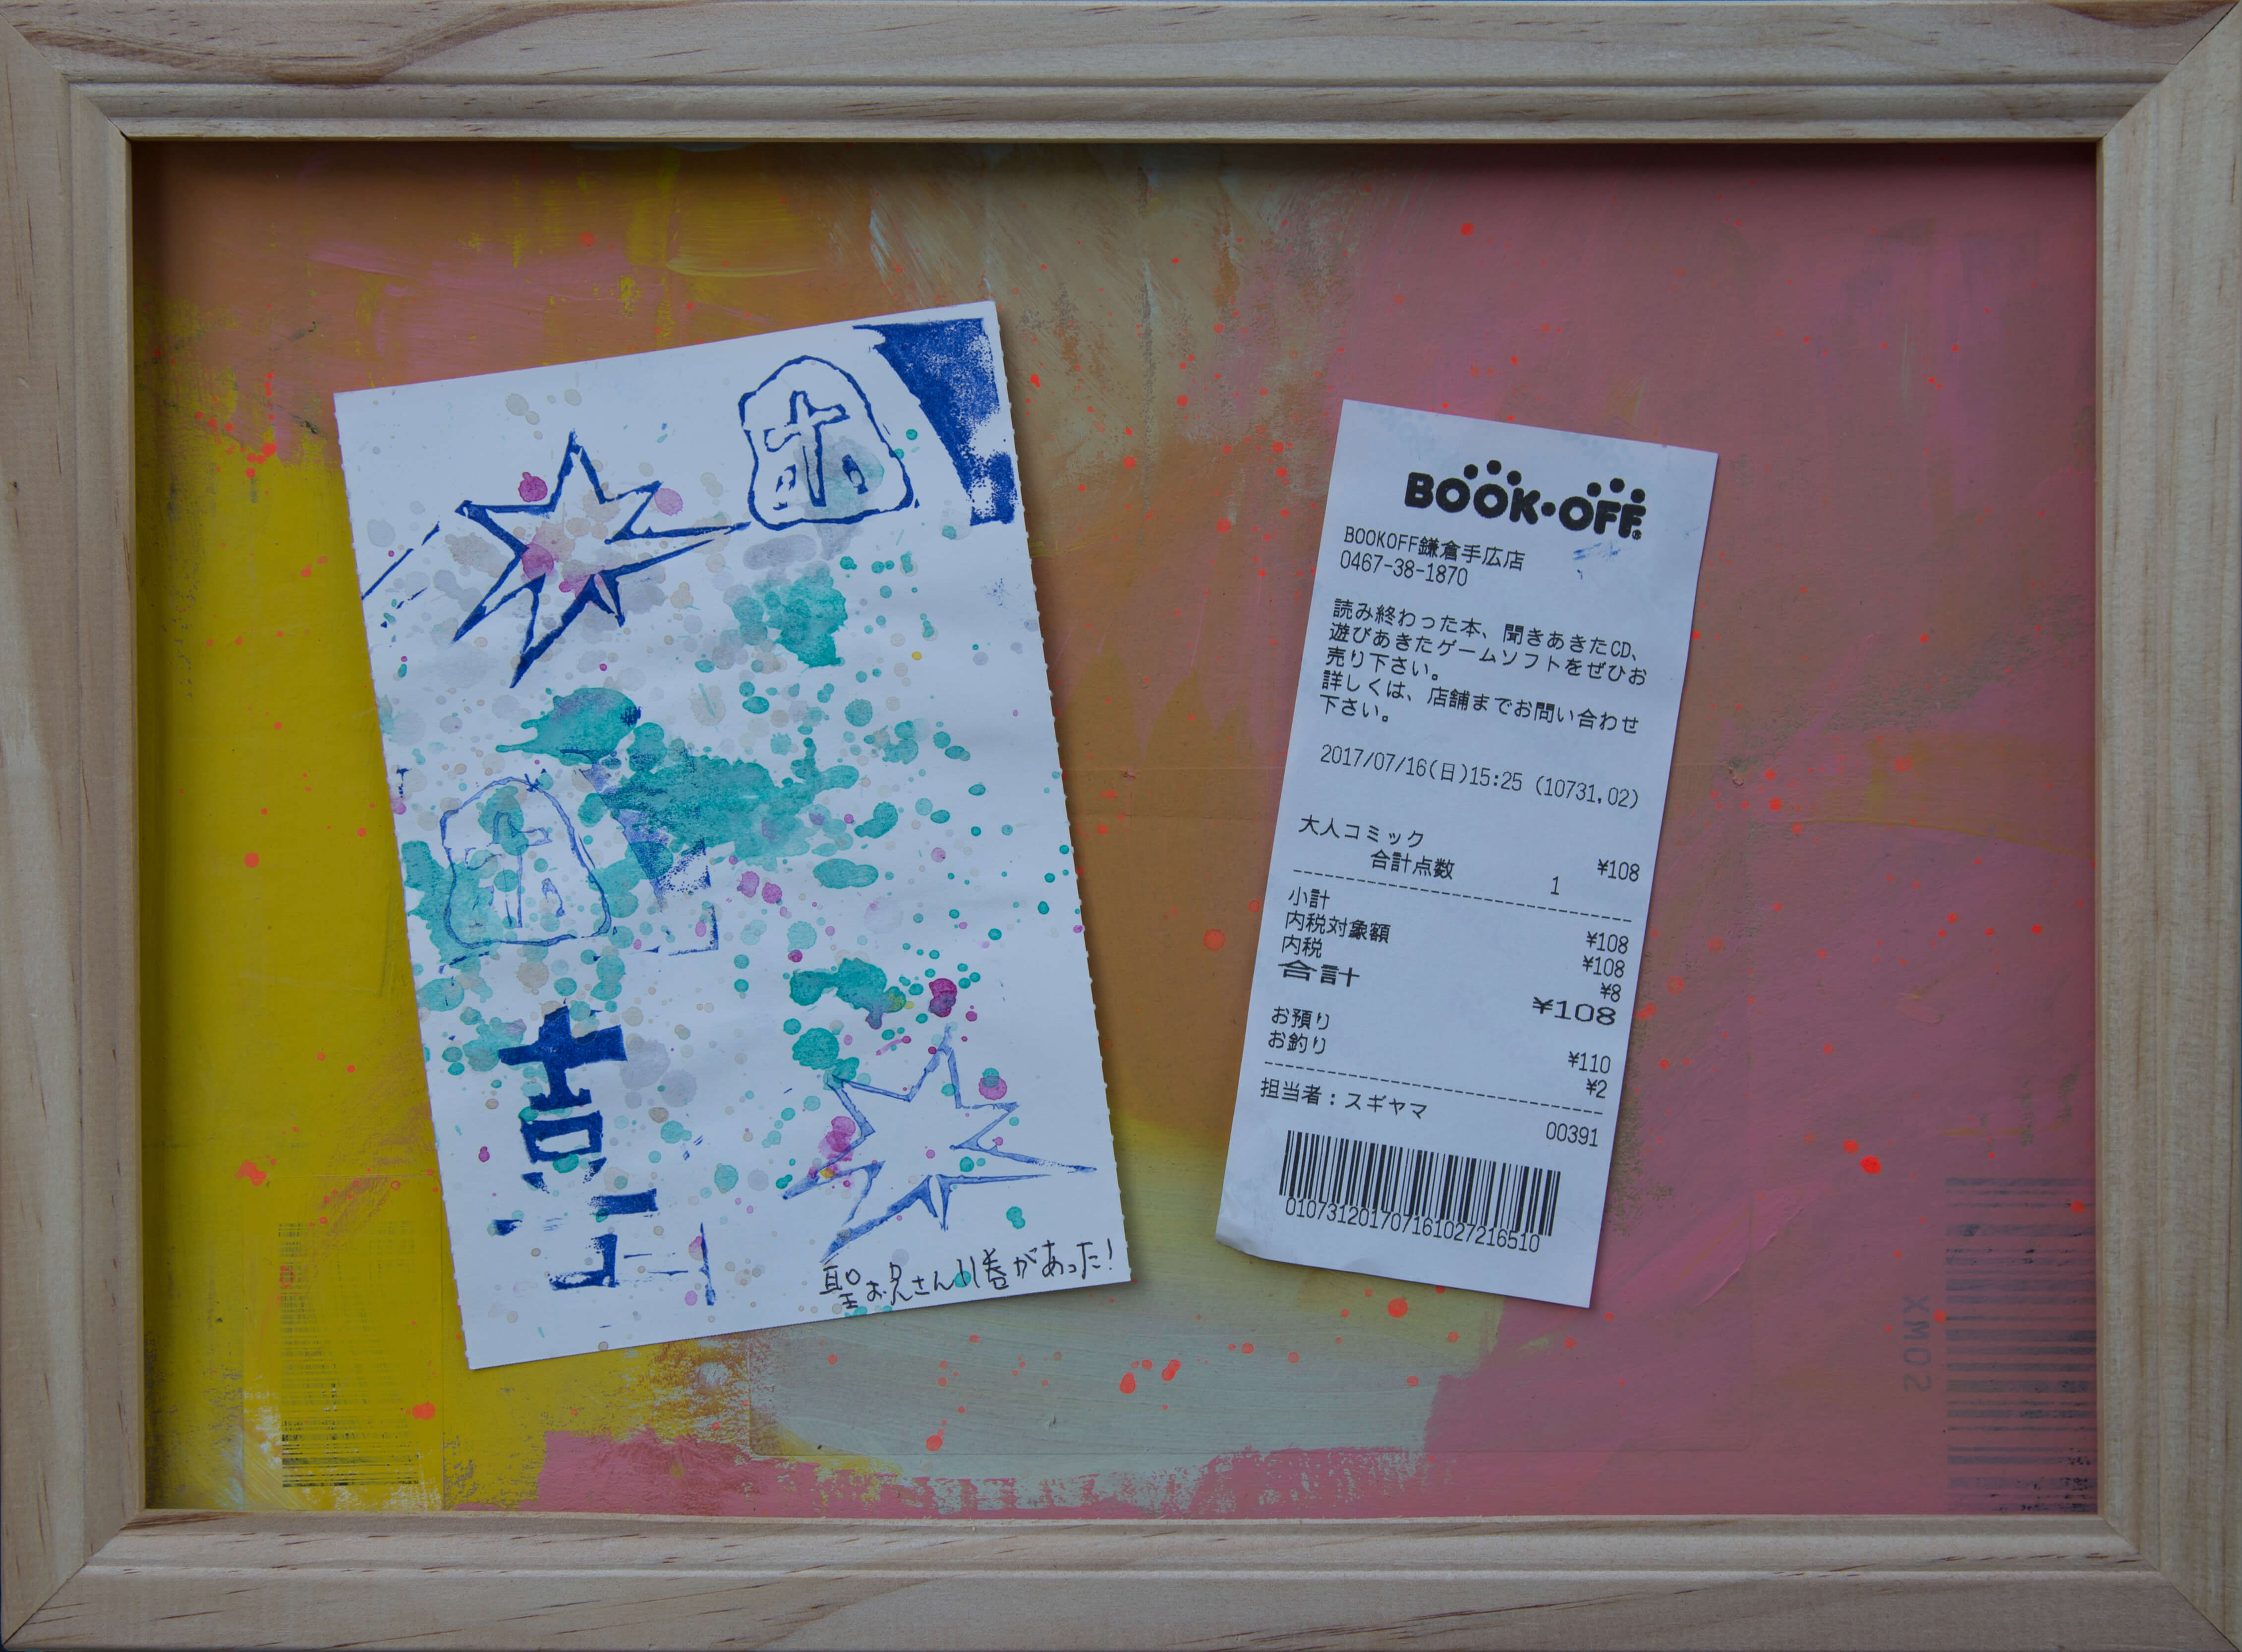 吉
聖お兄さん11巻があった!
BOOK・OFF
BOOKOFF鎌倉手広店
0467-38-1870
読み終わった本、聞きあきたCD、
遊びあきたゲームソフトをぜひお
売り下さい。
詳しくは、店舗までお問い合わせ
下さい。
2017/07/16(日)15:25 (10731,02)
大人コミック ¥108
合計点数 1
小計 ¥108
内税対象額 ¥108
内税 ¥8
合計 ¥108
お預り ¥110
お釣り ¥2
担当者:スギヤマ 00391
010731201707161027216510
XMOS